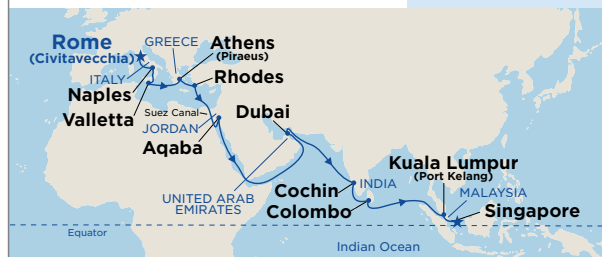 Rome
(Civitavecchia)
ITALY
GREECE
Athens
(Piraeus)
Rhodes
Naples
Valletta
Suez Canal
JORDAN
Aqaba
Dubai
UNITED ARAB
EMIRATES
Cochin
INDIA
Colombo
Kuala Lumpur
(Port Kelang)
MALAYSIA
Singapore
Equator
Indian Ocean